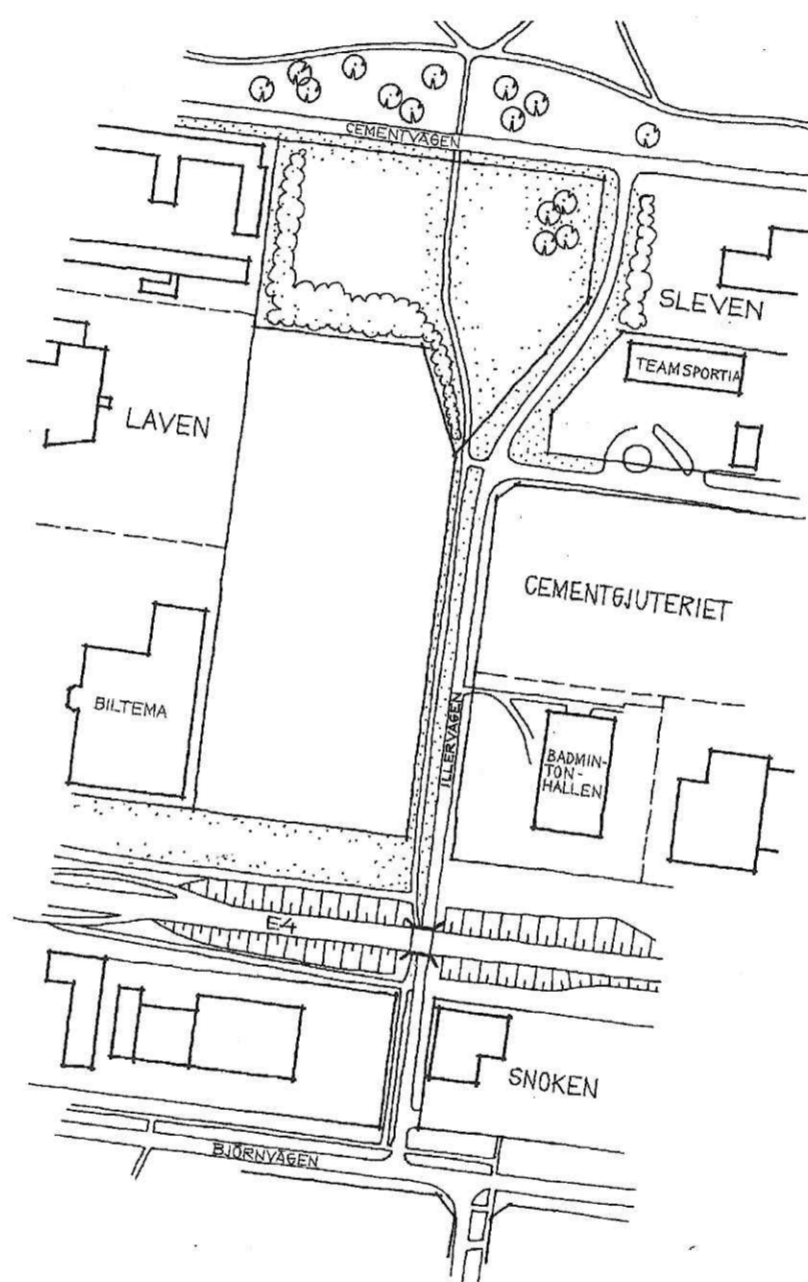 CEMENTVÄGEN
SLEVEN
TEAMSPORTIA
LAVEN
CEMENTGJUTERIET
BILTEMA
ILLERVÄGEN
BADMIN-
TON-
HALLEN
E4
SNOKEN
BJÖRNVÄGEN